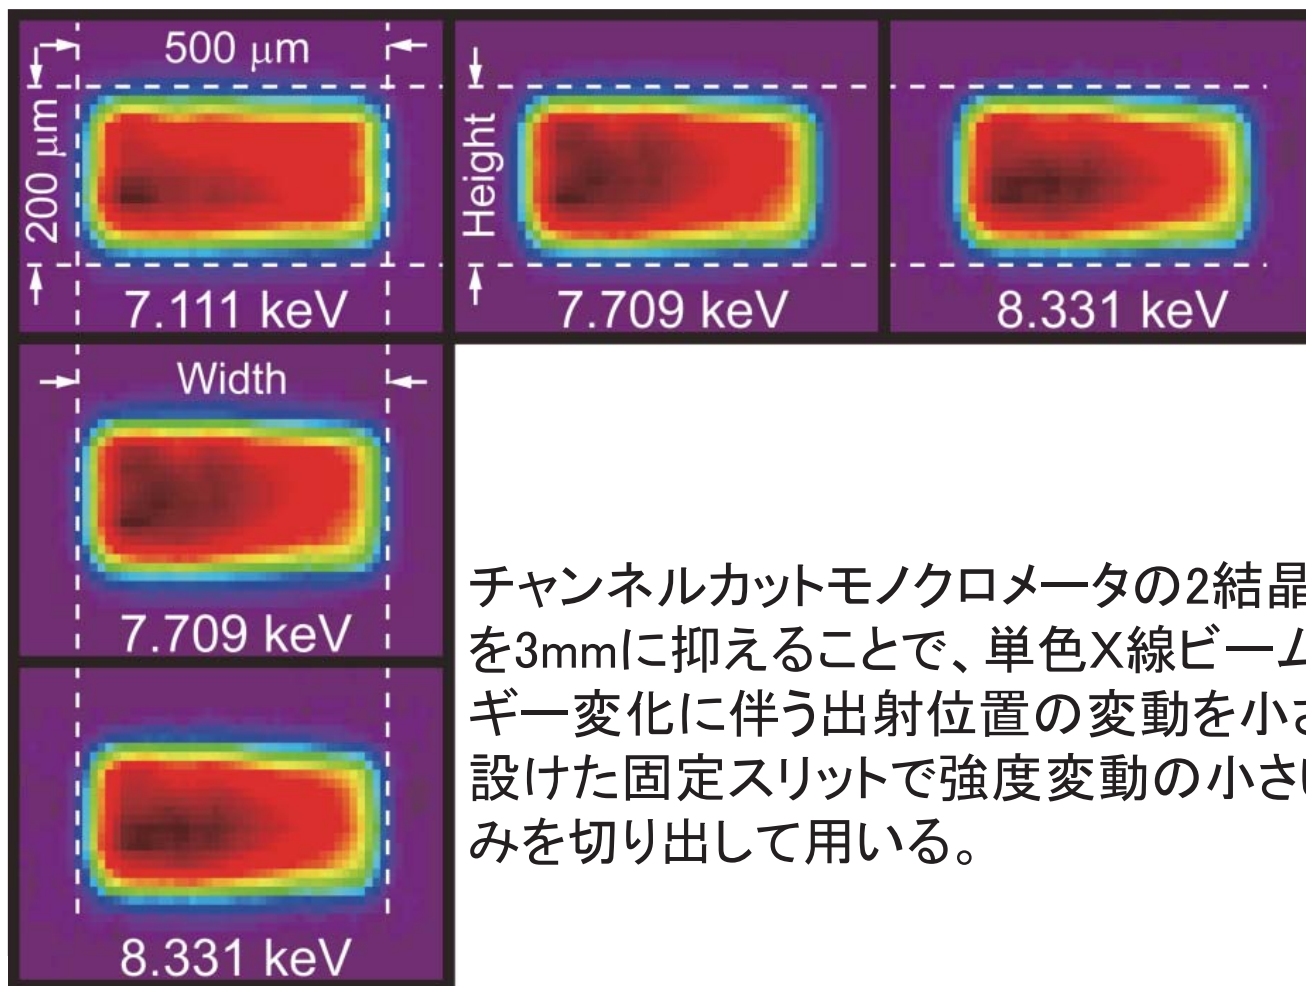 500 μm
200 μm
7.111 keV
Height
7.709 keV
8.331 keV
Width
7.709 keV
8.331 keV
チャンネルカットモノクロメータの2結晶
を3mmに抑えることで、単色X線ビーム
ギー変化に伴う出射位置の変動を小さ
設けた固定スリットで強度変動の小さい
みを切り出して用いる。